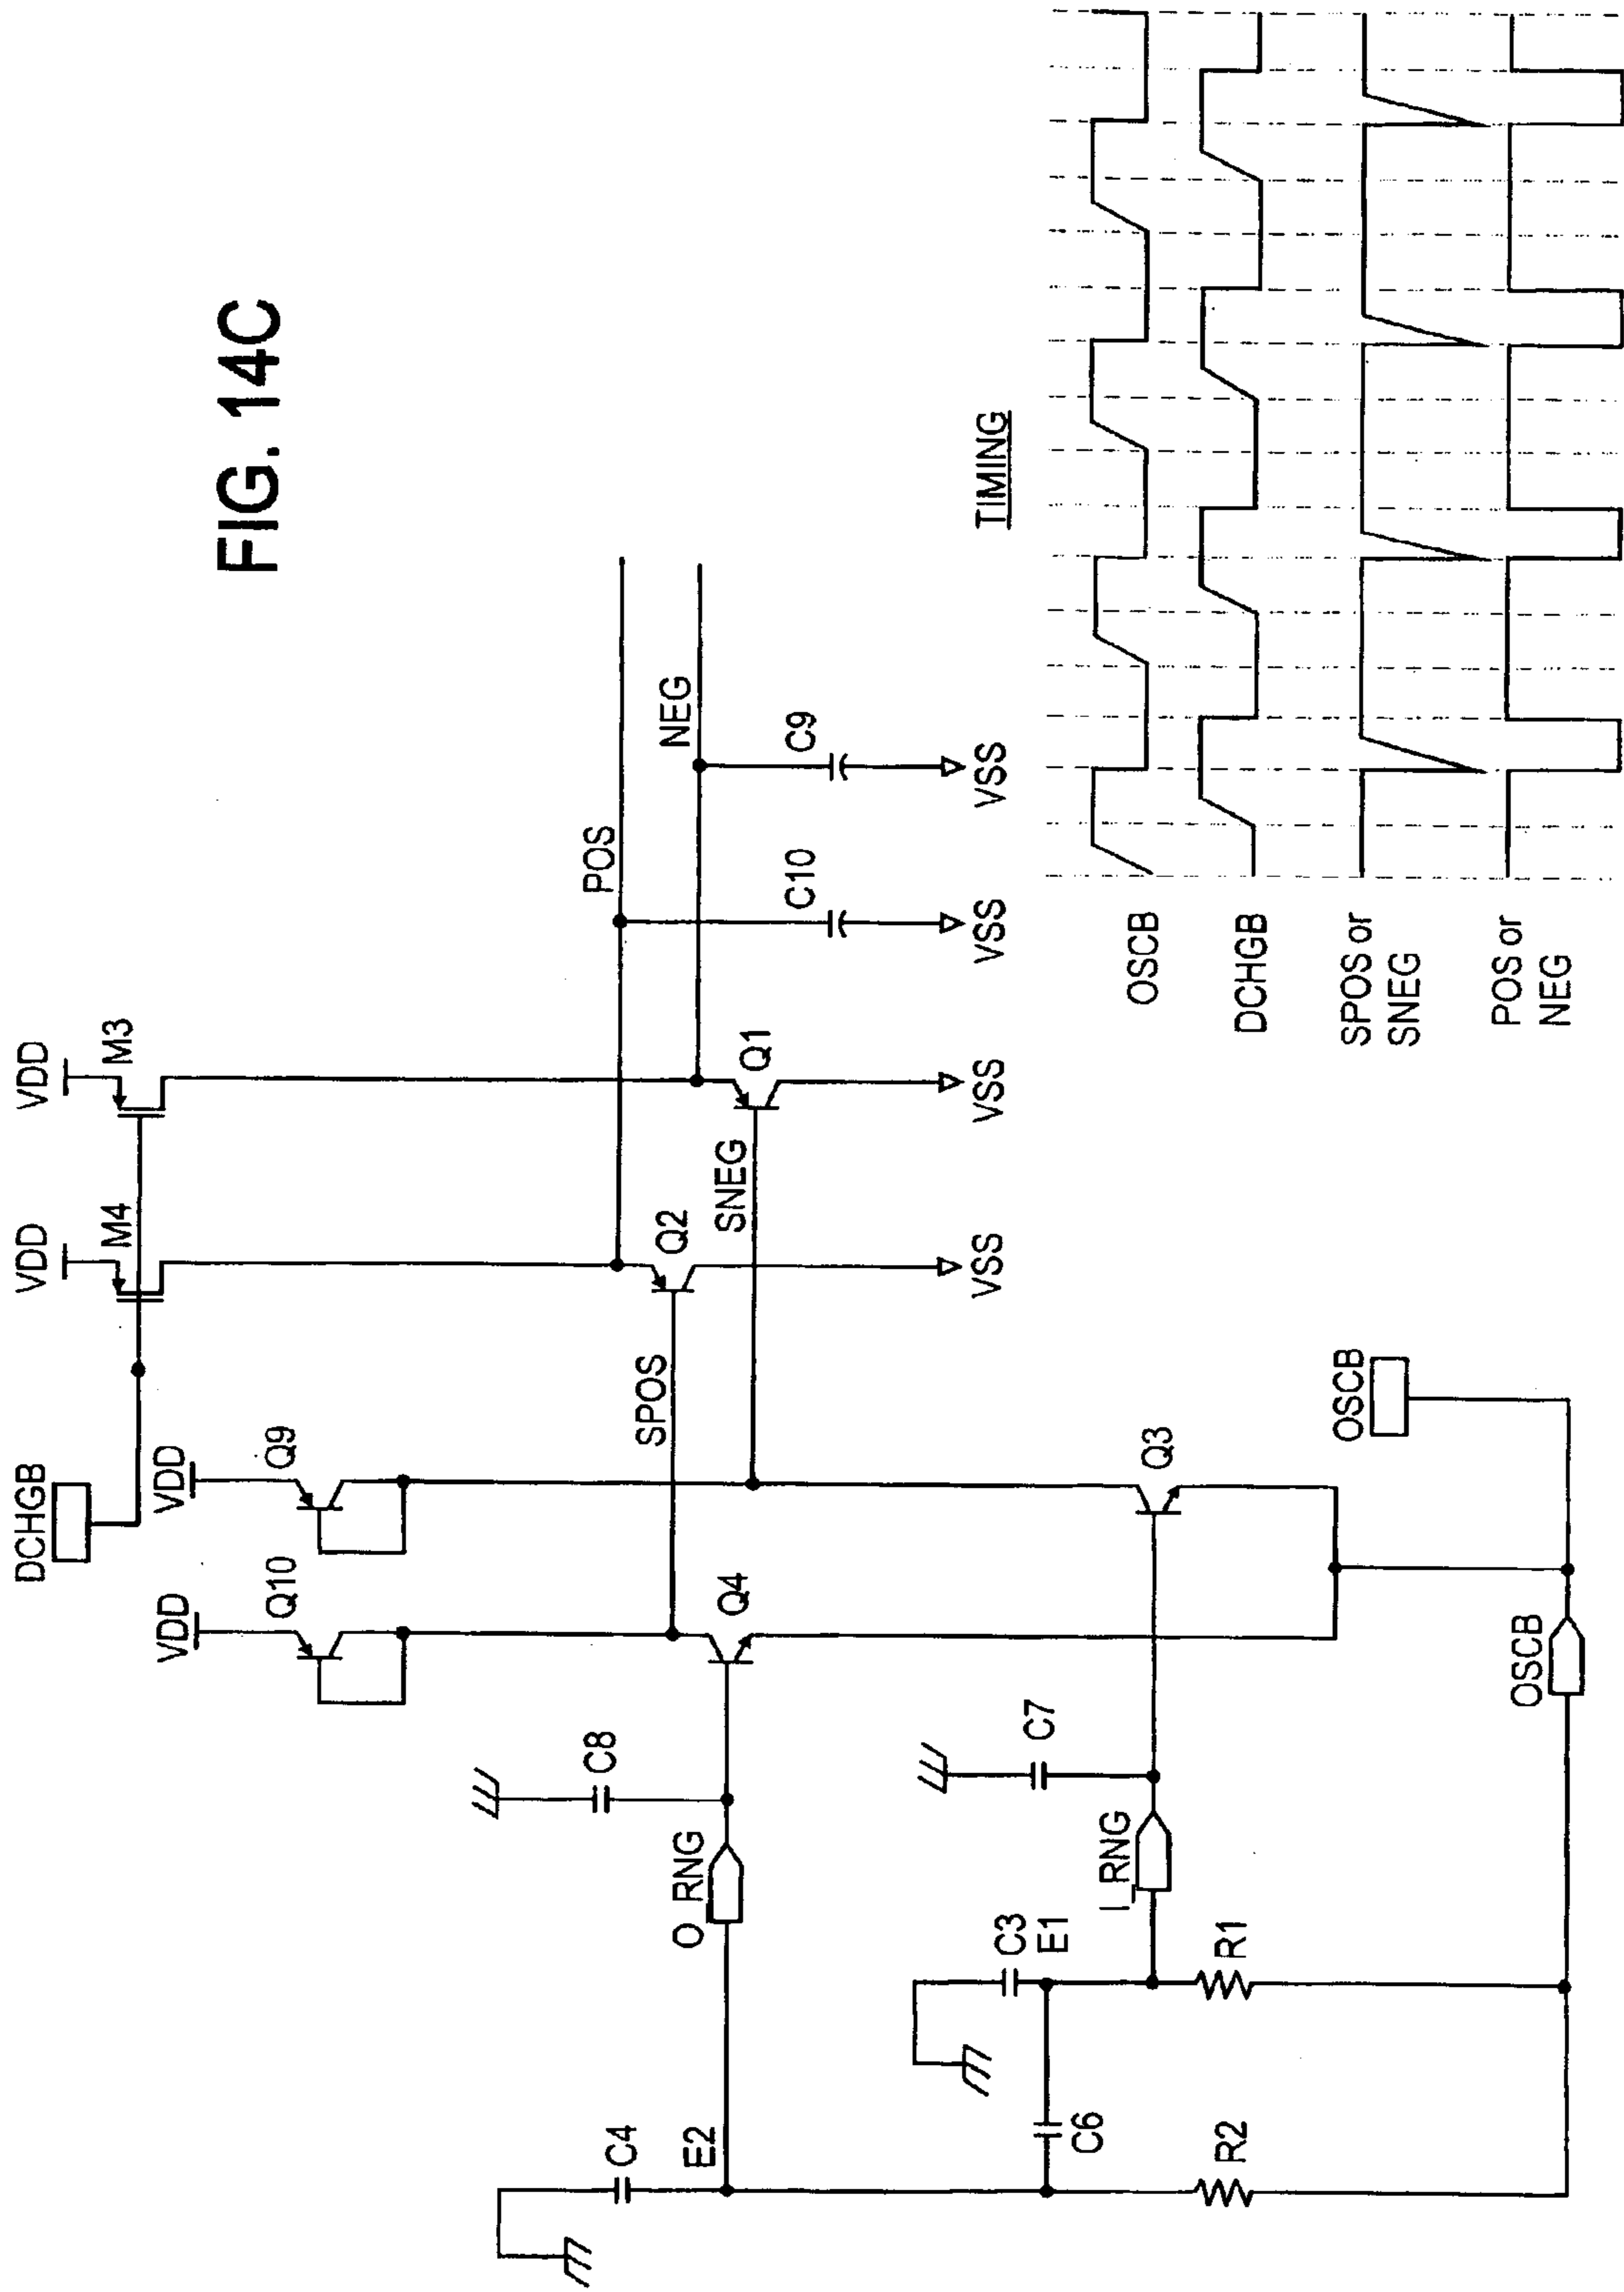 FIG. 14C
DCHGB
VDD
Q10
VDD
Q9
VDD
M4
VDD
M3
SPOS
Q2
SNEG
Q1
POS
NEG
C10
C9
VSS
VSS
VSS
VSS
C8
O_RNG
Q4
C7
I_RNG
Q3
C4
E2
C3
E1
C6
R2
R1
OSCB
OSCB
TIMING
OSCB
DCHGB
SPOS or
SNEG
POS or
NEG